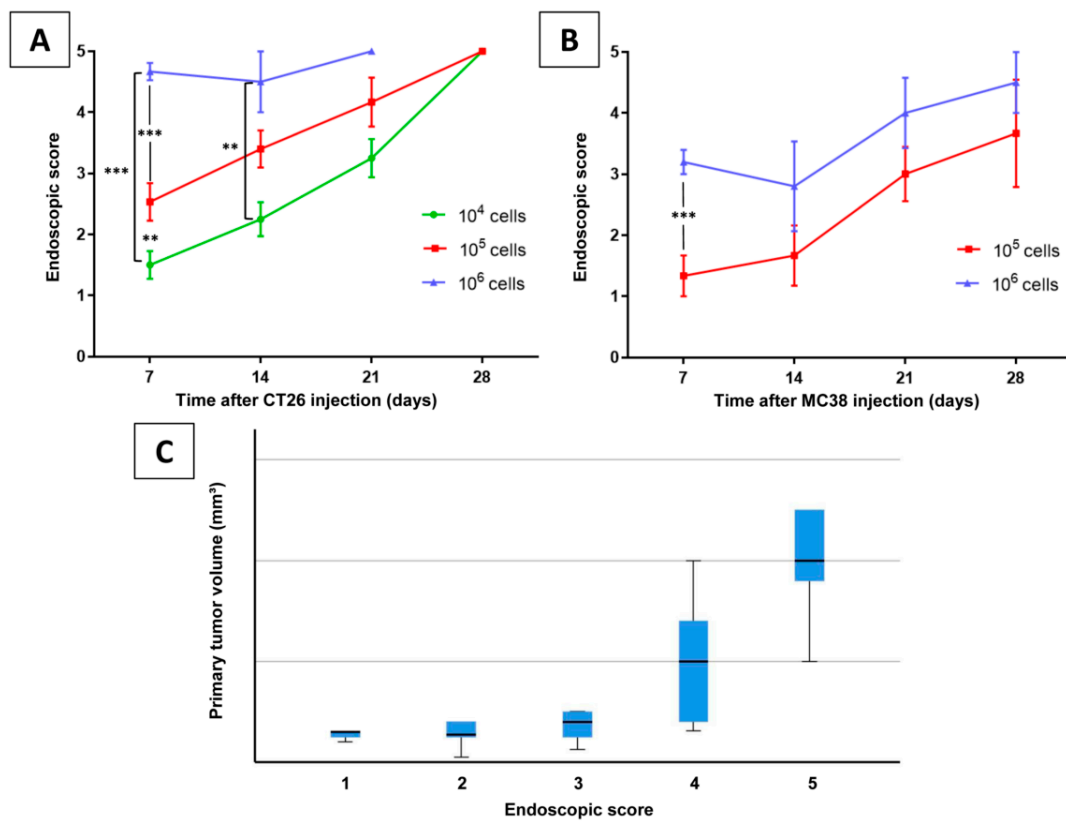 A
Endoscopic score
5
4
3
2
1
0
***
***
**
**
10⁴ cells
10⁵ cells
10⁶ cells
7 14 21 28
Time after CT26 injection (days)
B
Endoscopic score
5
4
3
2
1
0
***
10⁵ cells
10⁶ cells
7 14 21 28
Time after MC38 injection (days)
C
Primary tumor volume (mm³)
1 2 3 4 5
Endoscopic score